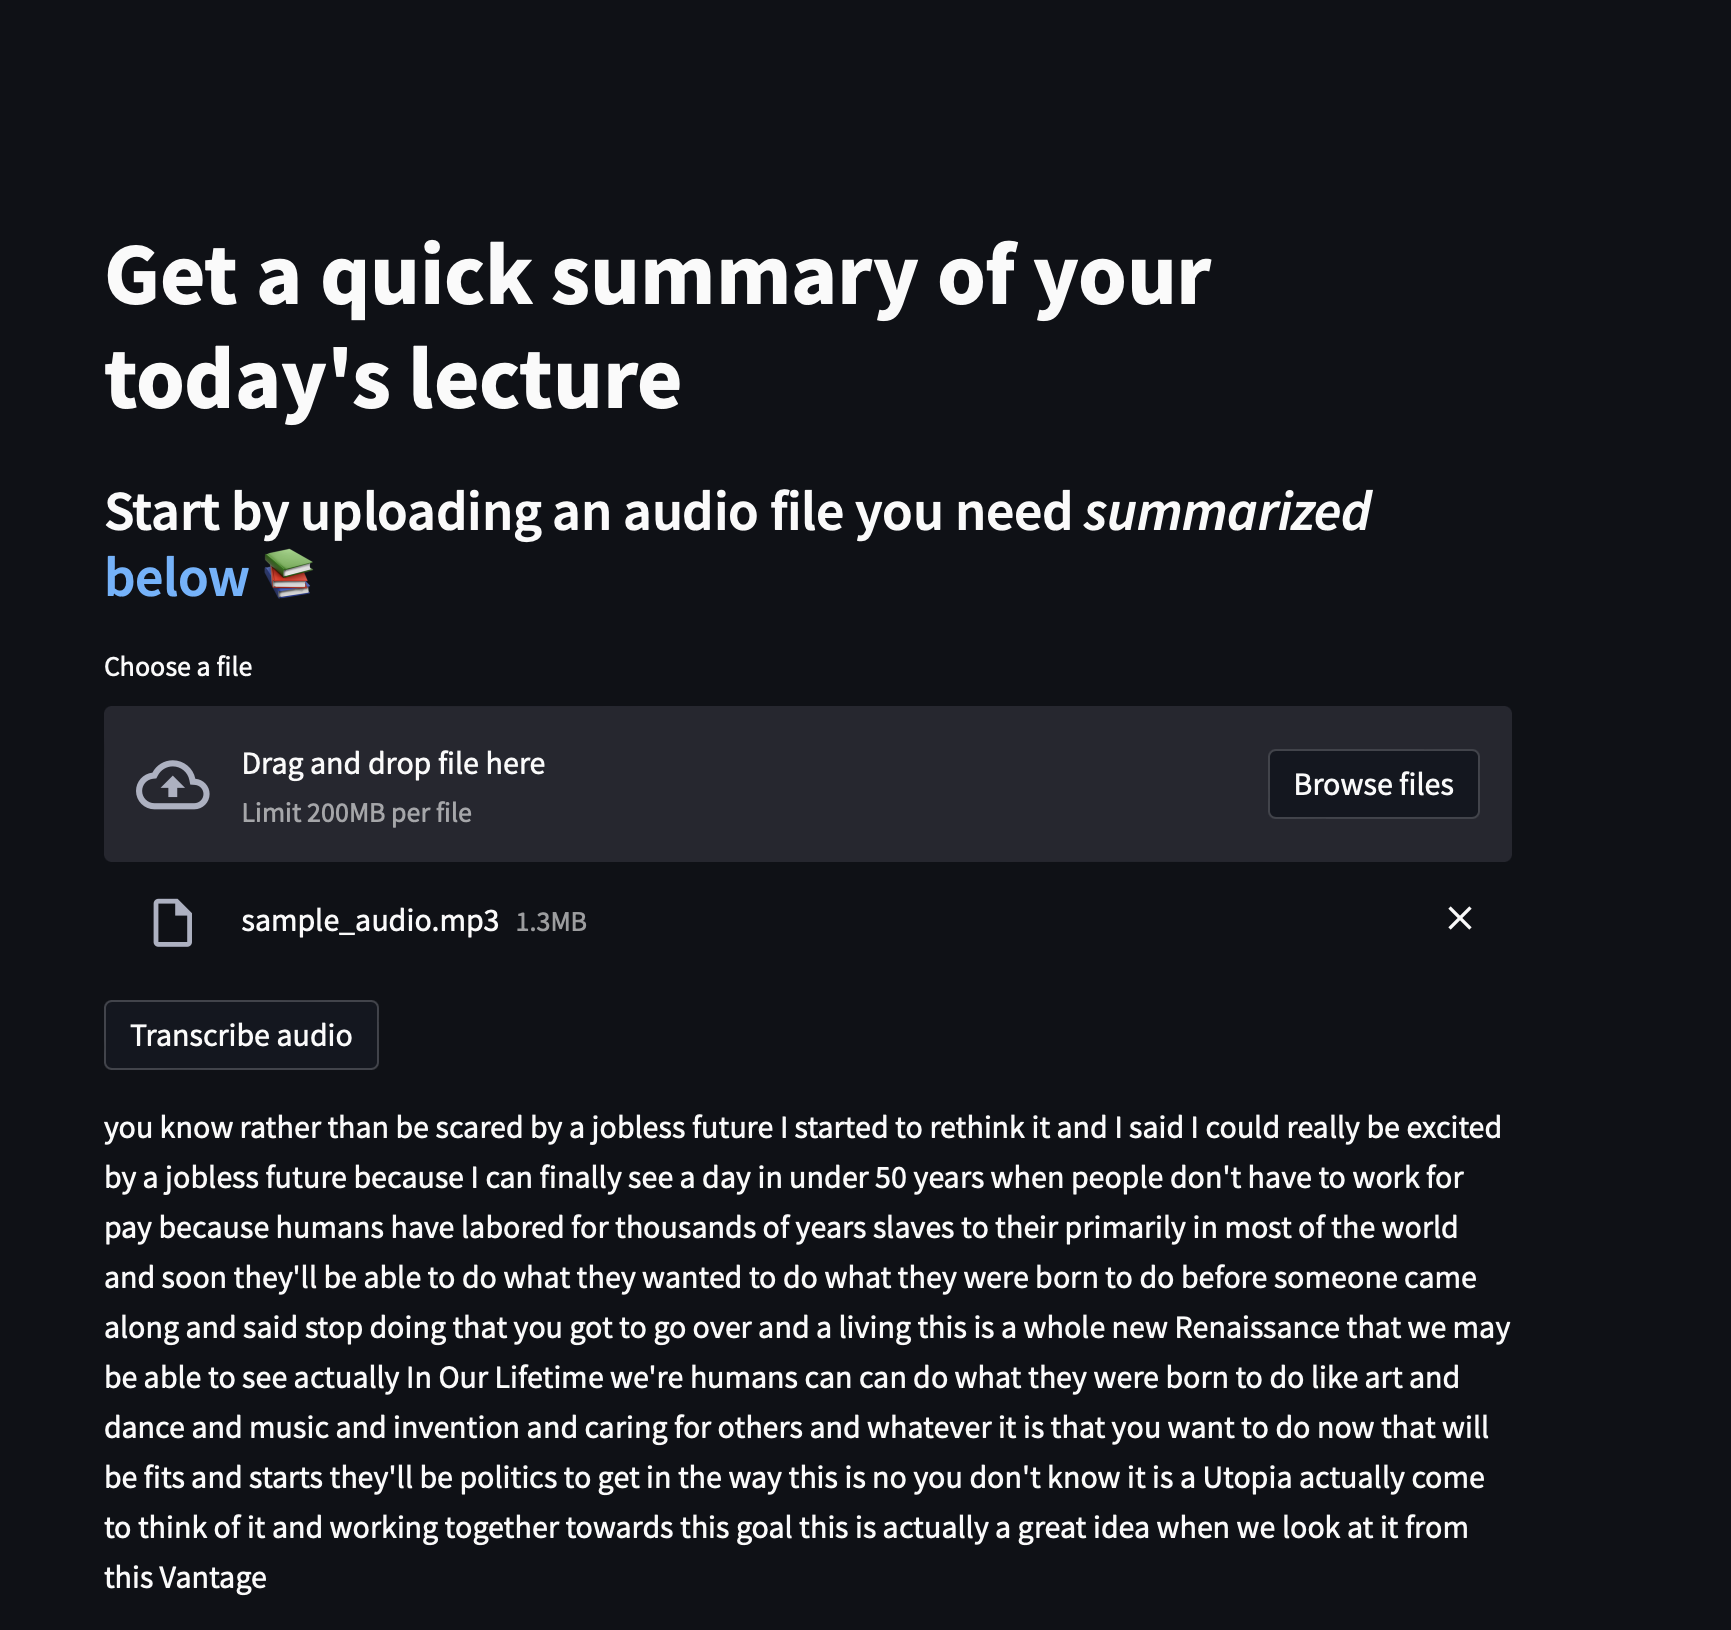 Get a quick summary of your
today's lecture
Start by uploading an audio file you need summarized
below 📚
Choose a file
Drag and drop file here
Limit 200MB per file
Browse files
sample_audio.mp3 1.3MB
Transcribe audio
you know rather than be scared by a jobless future I started to rethink it and I said I could really be excited
by a jobless future because I can finally see a day in under 50 years when people don't have to work for
pay because humans have labored for thousands of years slaves to their primarily in most of the world
and soon they'll be able to do what they wanted to do what they were born to do before someone came
along and said stop doing that you got to go over and a living this is a whole new Renaissance that we may
be able to see actually In Our Lifetime we're humans can can do what they were born to do like art and
dance and music and invention and caring for others and whatever it is that you want to do now that will
be fits and starts they'll be politics to get in the way this is no you don't know it is a Utopia actually come
to think of it and working together towards this goal this is actually a great idea when we look at it from
this Vantage